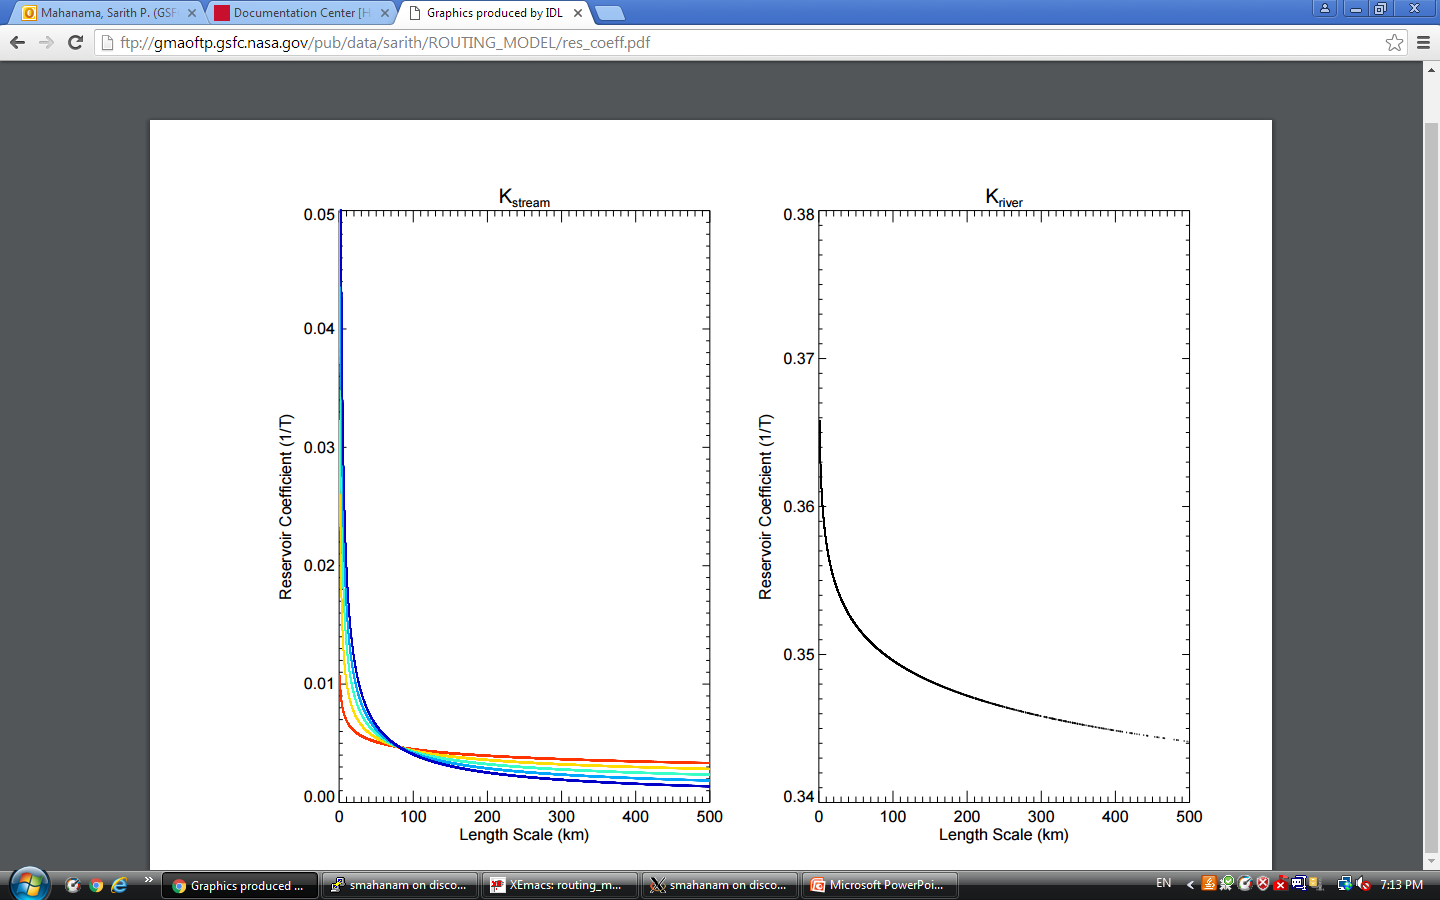 Mahanama, Sarith P. (GSF
Documentation Center [H
Graphics produced by IDL
ftp://gmaoftp.gsfc.nasa.gov/pub/data/sarith/ROUTING_MODEL/res_coeff.pdf
Kstream
0.05
0.04
0.03
0.02
0.01
0.00
Reservoir Coefficient (1/T)
0 100 200 300 400 500
Length Scale (km)
Kriver
0.38
0.37
0.36
0.35
0.34
Reservoir Coefficient (1/T)
0 100 200 300 400 500
Length Scale (km)
Graphics produced ...
smahanam on disco...
XEmacs: routing_m...
smahanam on disco...
Microsoft PowerPoi...
EN
7:13 PM